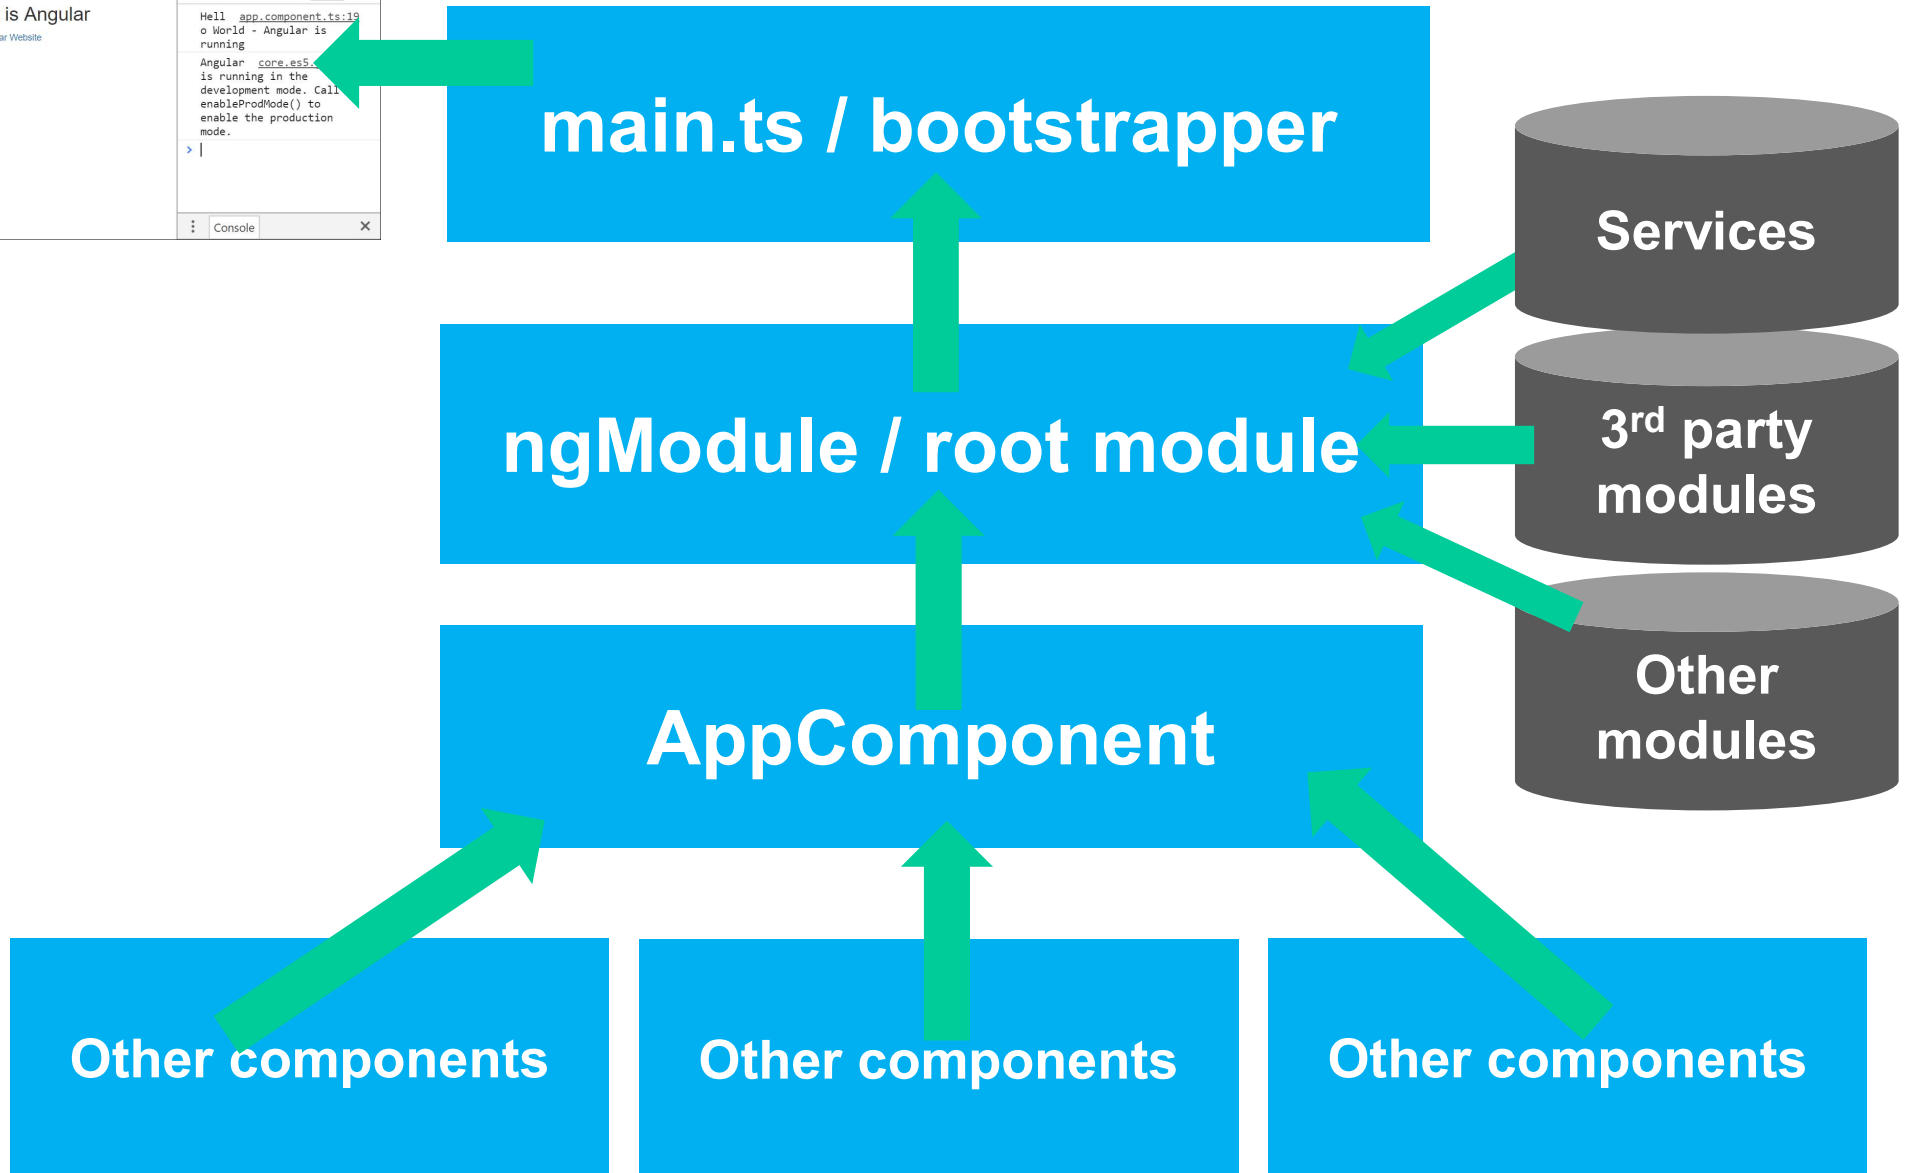 is Angular
ar Website
Hell app.component.ts:19
o World - Angular is
running
Angular core.es5.
is running in the
development mode. Call
enableProdMode() to
enable the production
mode.
>
Console
main.ts / bootstrapper
Services
ngModule / root module
3rd party
modules
AppComponent
Other
modules
Other components
Other components
Other components